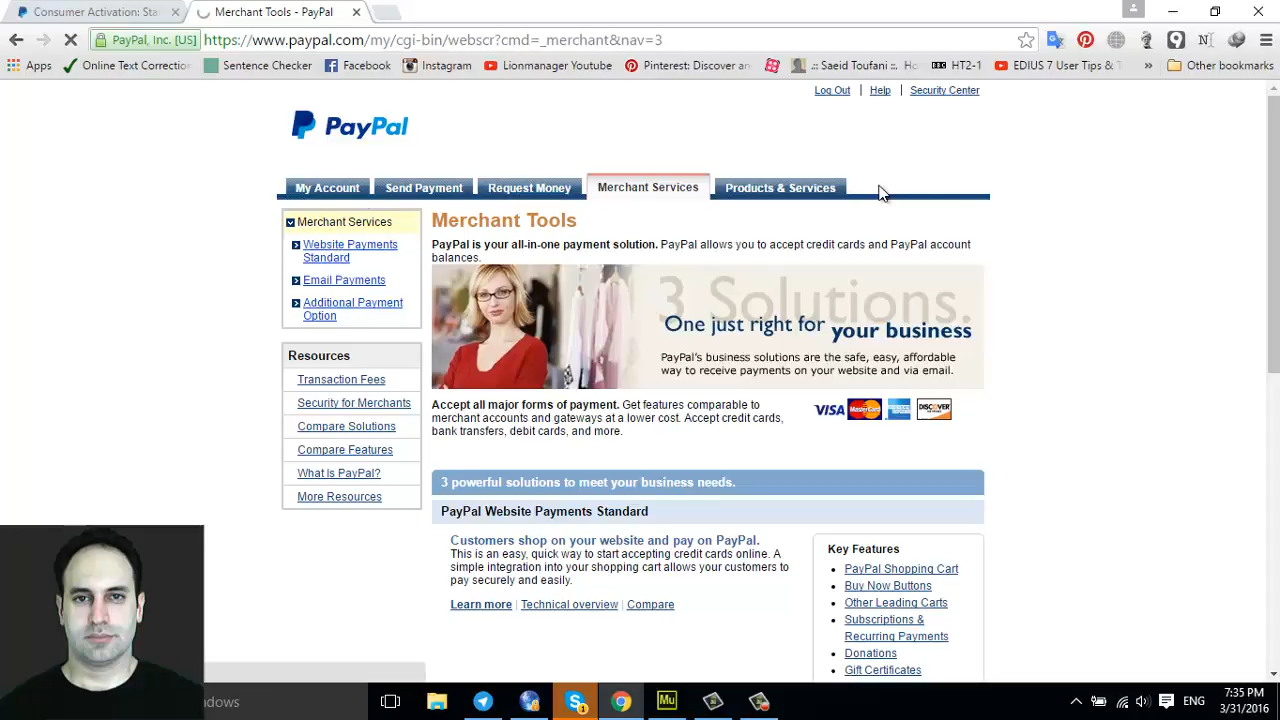 Consumer Activation: Sta
Merchant Tools - PayPal
PayPal, Inc. [US]
https://www.paypal.com/my/cgi-bin/webscr?cmd=_merchant&nav=3
Apps
Online Text Correction
Sentence Checker
Facebook
Instagram
Lionmanager Youtube
Pinterest: Discover an
.:: Saeid Toufani ::. Ho
HT2-1
EDIUS 7 User Tips & T
»
Other bookmarks
Log Out | Help | Security Center
PayPal
My Account
Send Payment
Request Money
Merchant Services
Products & Services
Merchant Services
Website Payments
Standard
Email Payments
Additional Payment
Option
Resources
Transaction Fees
Security for Merchants
Compare Solutions
Compare Features
What Is PayPal?
More Resources
Merchant Tools
PayPal is your all-in-one payment solution. PayPal allows you to accept credit cards and PayPal account
balances.
3 Solutions.
One just right for your business
PayPal's business solutions are the safe, easy, affordable
way to receive payments on your website and via email.
Accept all major forms of payment. Get features comparable to
merchant accounts and gateways at a lower cost. Accept credit cards,
bank transfers, debit cards, and more.
VISA MasterCard DISCOVER
3 powerful solutions to meet your business needs.
PayPal Website Payments Standard
Customers shop on your website and pay on PayPal.
This is an easy, quick way to start accepting credit cards online. A
simple integration into your shopping cart allows your customers to
pay securely and easily.
Learn more | Technical overview | Compare
Key Features
PayPal Shopping Cart
Buy Now Buttons
Other Leading Carts
Subscriptions &
Recurring Payments
Donations
Gift Certificates
ndows
1
Mu
ENG
7:35 PM
3/31/2016